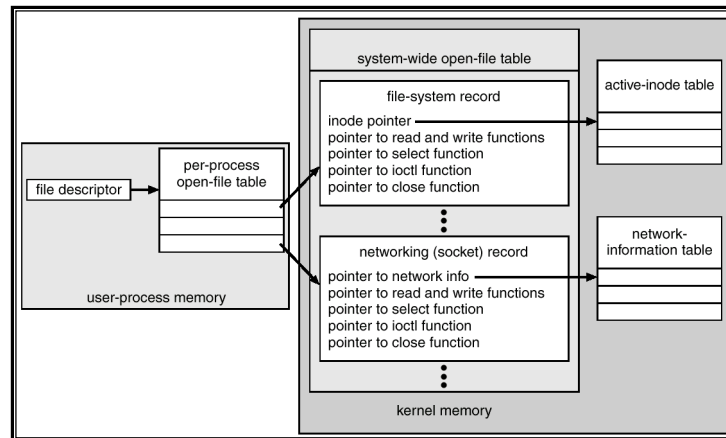 file descriptor
per-process
open-file table
user-process memory
system-wide open-file table
file-system record
inode pointer
pointer to read and write functions
pointer to select function
pointer to ioctl function
pointer to close function
networking (socket) record
pointer to network info
pointer to read and write functions
pointer to select function
pointer to ioctl function
pointer to close function
active-inode table
network-
information table
kernel memory